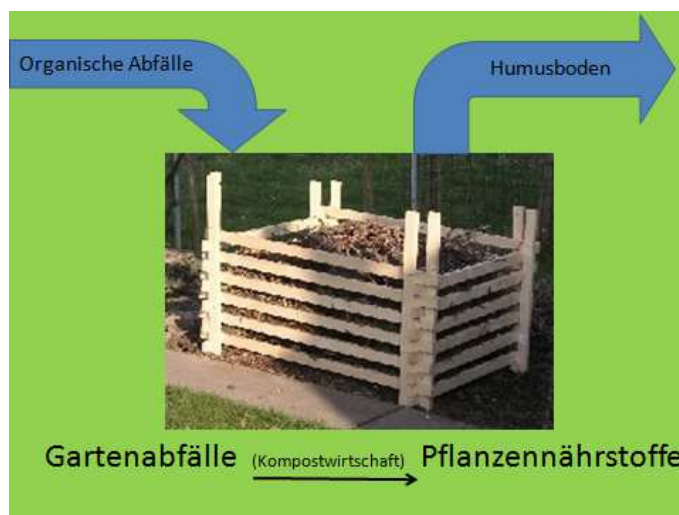 Organische Abfälle
Humusboden
Gartenabfälle (Kompostwirtschaft) Pflanzennährstoffe